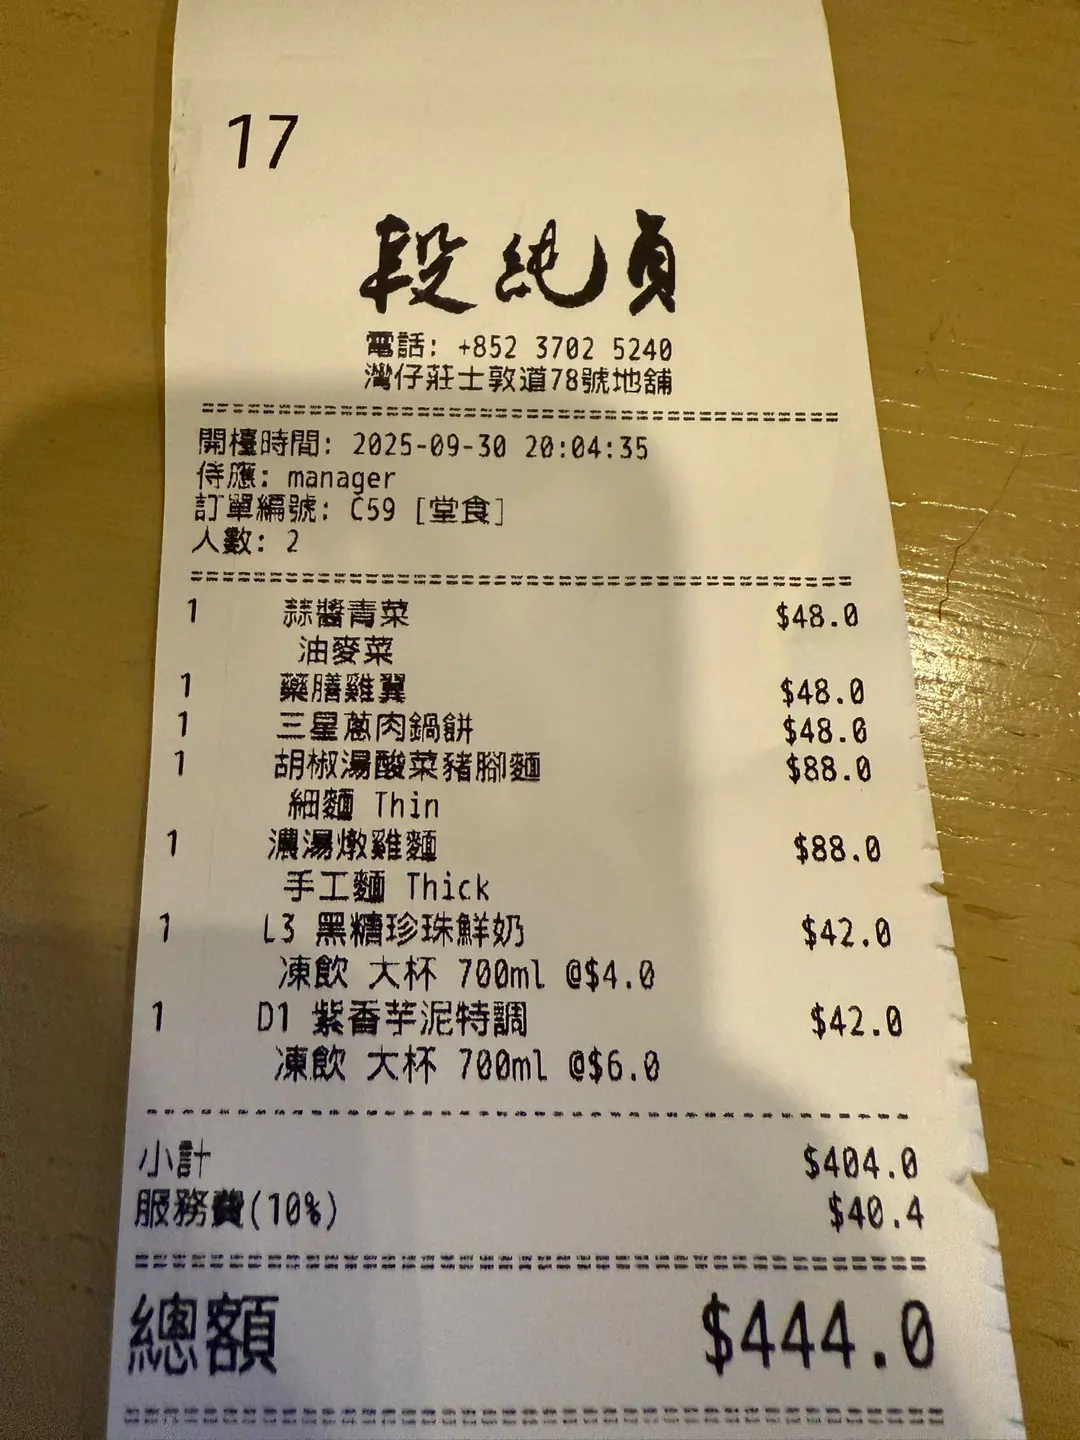 17
段純貞
電話: +852 3702 5240
灣仔莊士敦道78號地舖
開檯時間: 2025-09-30 20:04:35
侍應: manager
訂單編號: C59 [堂食]
人數: 2
1 蒜醬青菜 $48.0
油麥菜
1 藥膳雞翼 $48.0
1 三星蔥肉鍋餅 $48.0
1 胡椒湯酸菜豬腳麵 $88.0
細麵 Thin
1 濃湯燉雞麵 $88.0
手工麵 Thick
1 L3 黑糖珍珠鮮奶 $42.0
凍飲 大杯 700ml @$4.0
1 D1 紫香芋泥特調 $42.0
凍飲 大杯 700ml @$6.0
小計 $404.0
服務費(10%) $40.4
總額 $444.0